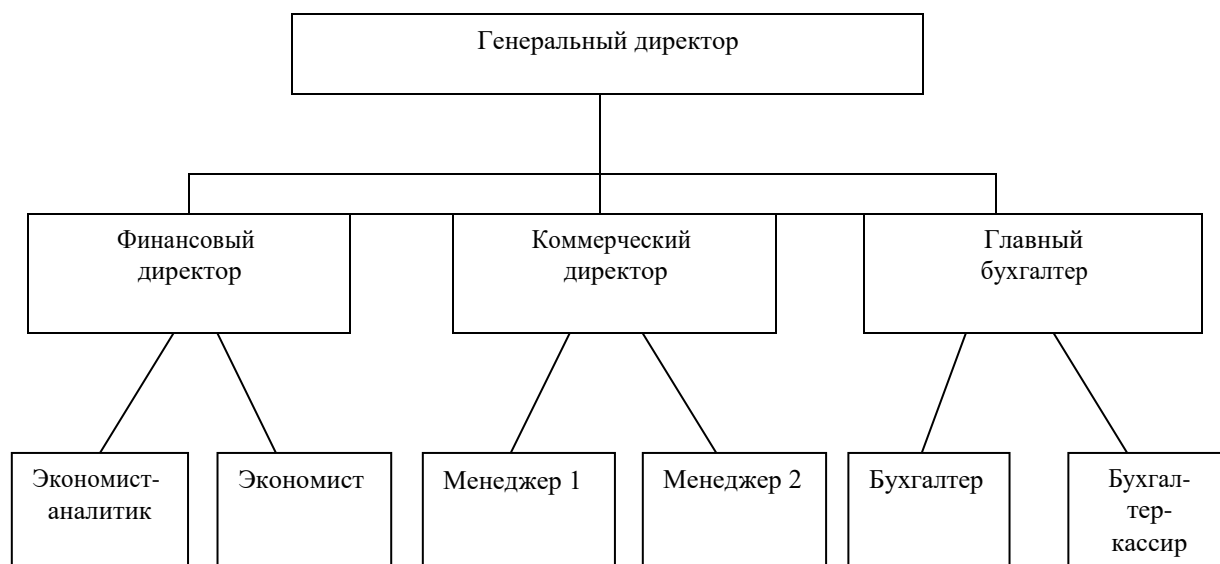 Генеральный директор
Финансовый
директор
Коммерческий
директор
Главный
бухгалтер
Экономист-
аналитик
Экономист
Менеджер 1
Менеджер 2
Бухгалтер
Бухгал-
тер-
кассир